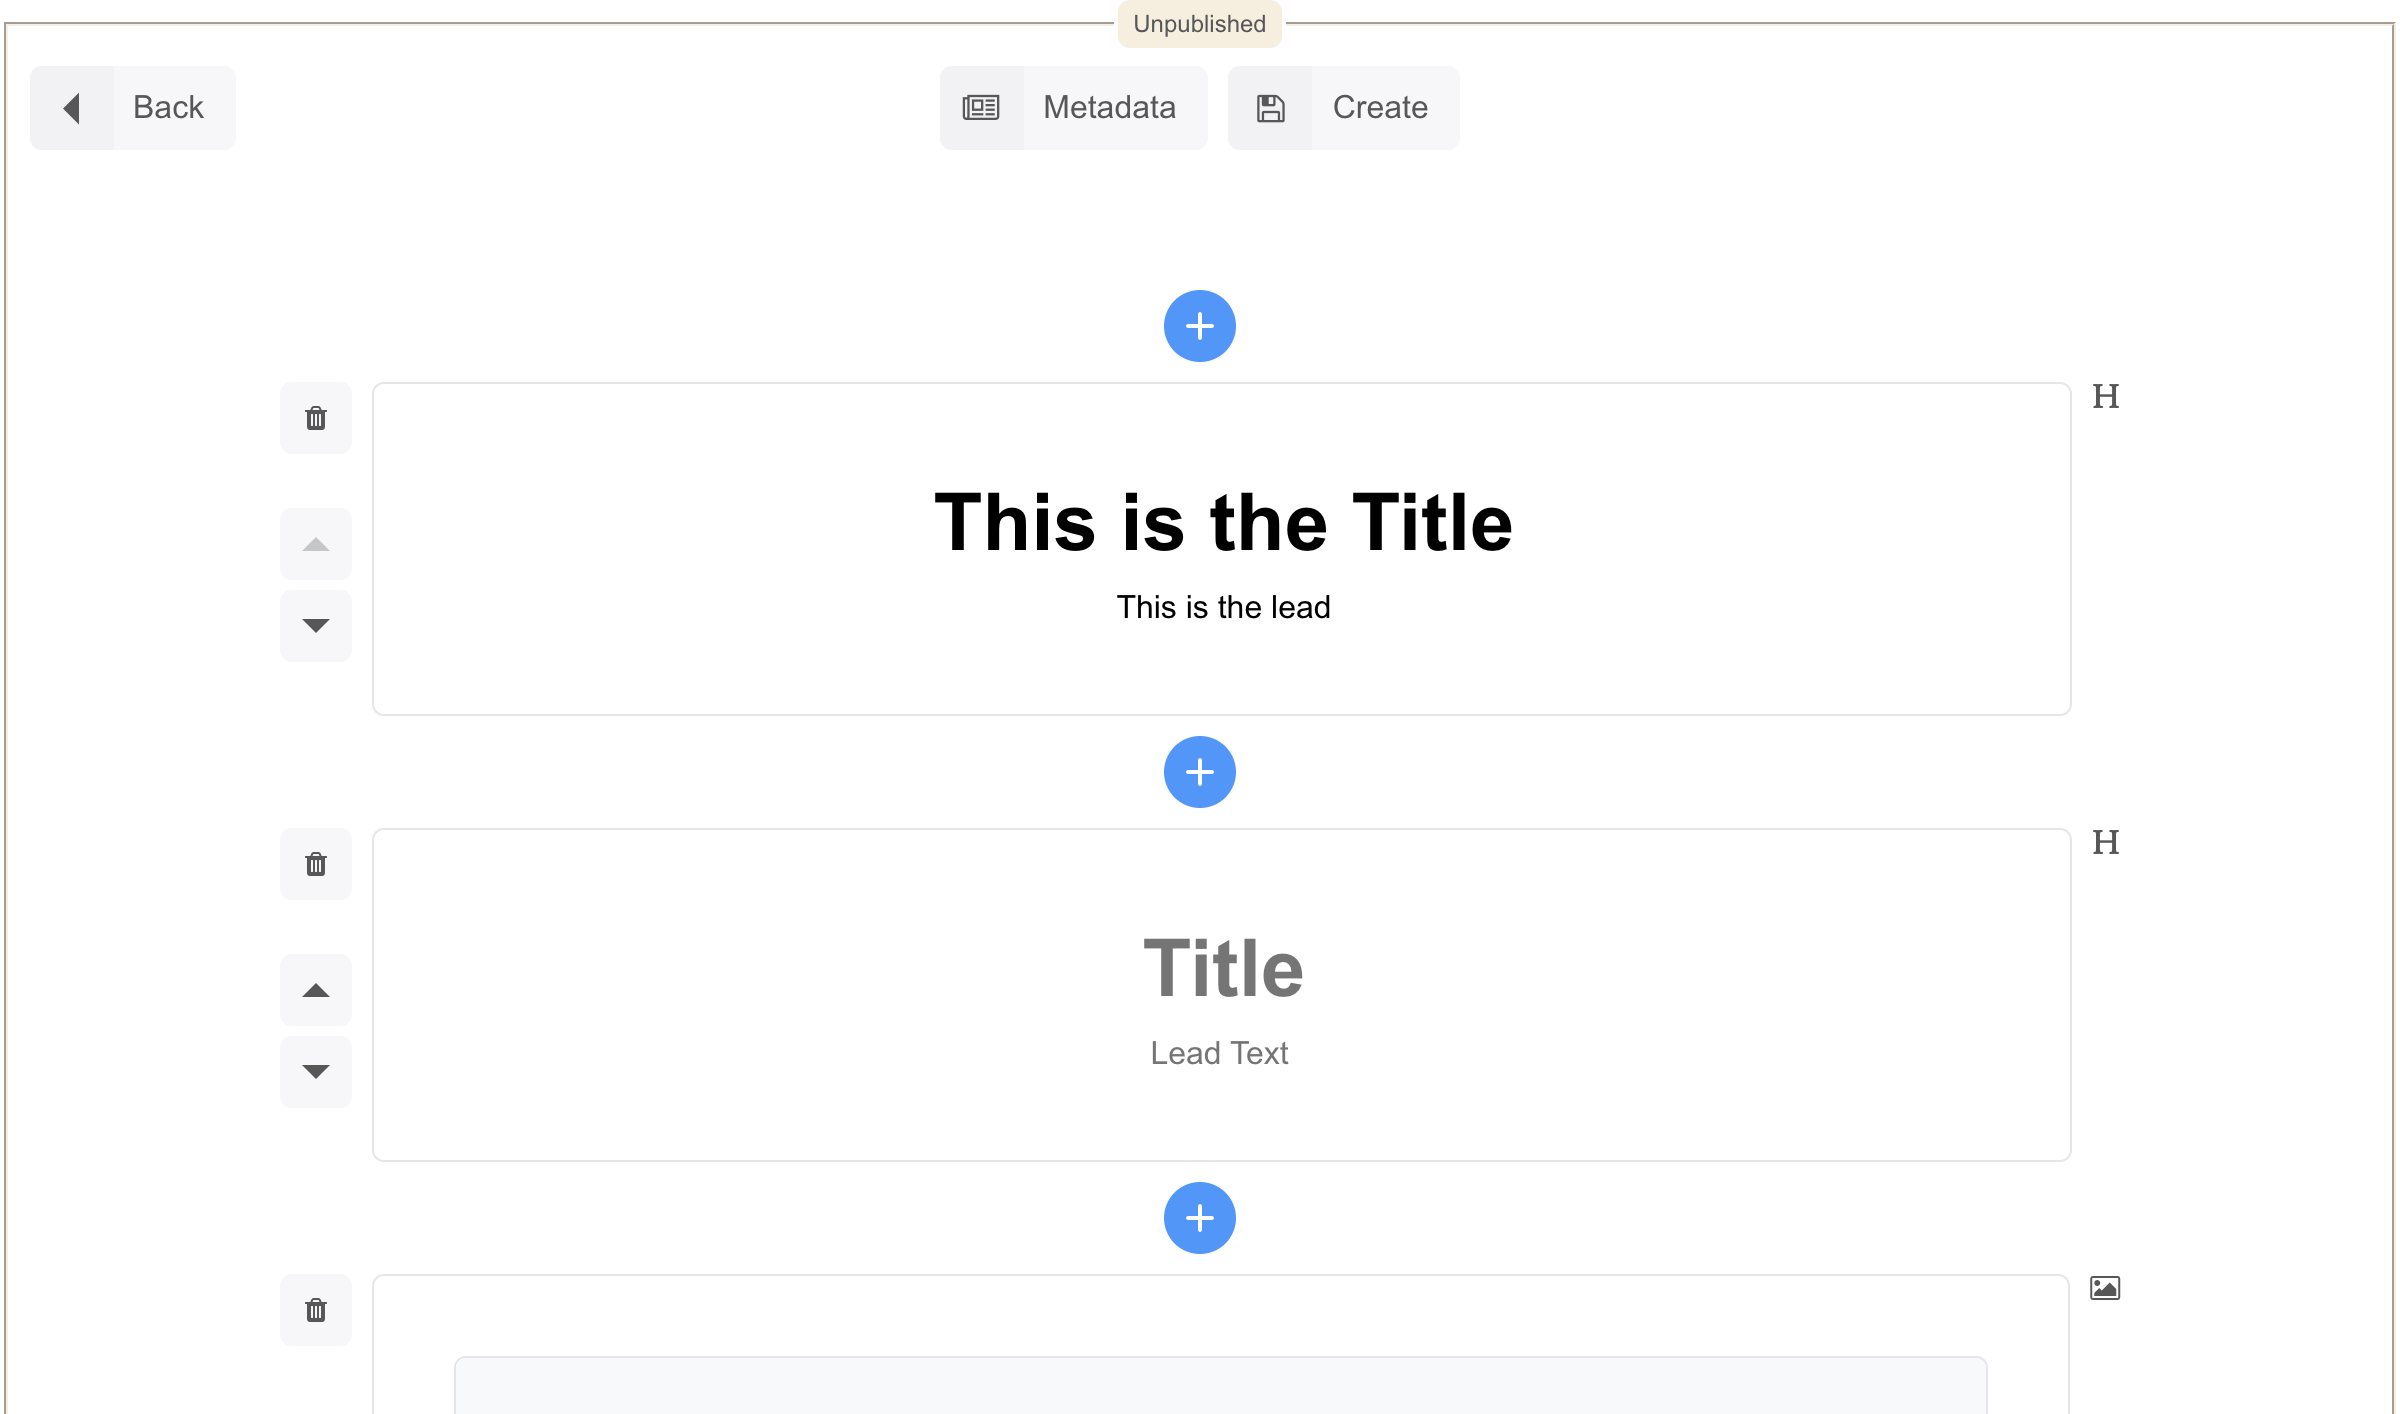 Unpublished
Back
Metadata
Create
H
This is the Title
This is the lead
H
Title
Lead Text